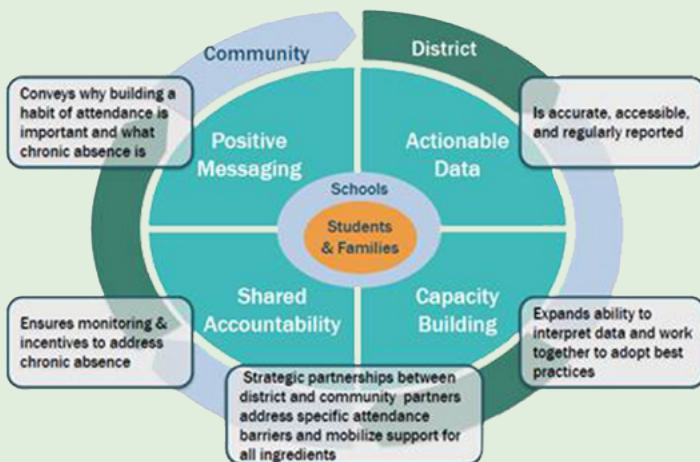 Community
District
Conveys why building a
habit of attendance is
important and what
chronic absence is
Is accurate, accessible,
and regularly reported
Positive
Messaging
Actionable
Data
Schools
Students
& Families
Shared
Accountability
Capacity
Building
Ensures monitoring &
incentives to address
chronic absence
Expands ability to
interpret data and work
together to adopt best
practices
Strategic partnerships between
district and community partners
address specific attendance
barriers and mobilize support for
all ingredients